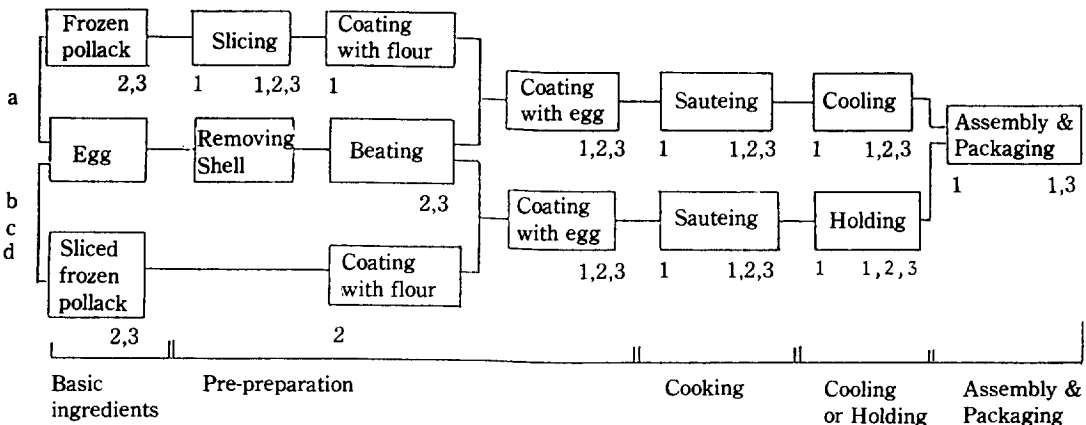 Frozen
pollack
Slicing
Coating
with flour
2,3
1
1,2,3
1
a
Egg
Removing
Shell
Beating
2,3
Coating
with egg
1,2,3
Sauteing
1
1,2,3
Cooling
1
1,2,3
Assembly &
Packaging
1
1,3
b
c
d
Sliced
frozen
pollack
2,3
Coating
with flour
2
Coating
with egg
1,2,3
Sauteing
1
1,2,3
Holding
1
1,2,3
Basic
ingredients
Pre-preparation
Cooking
Cooling
or Holding
Assembly &
Packaging